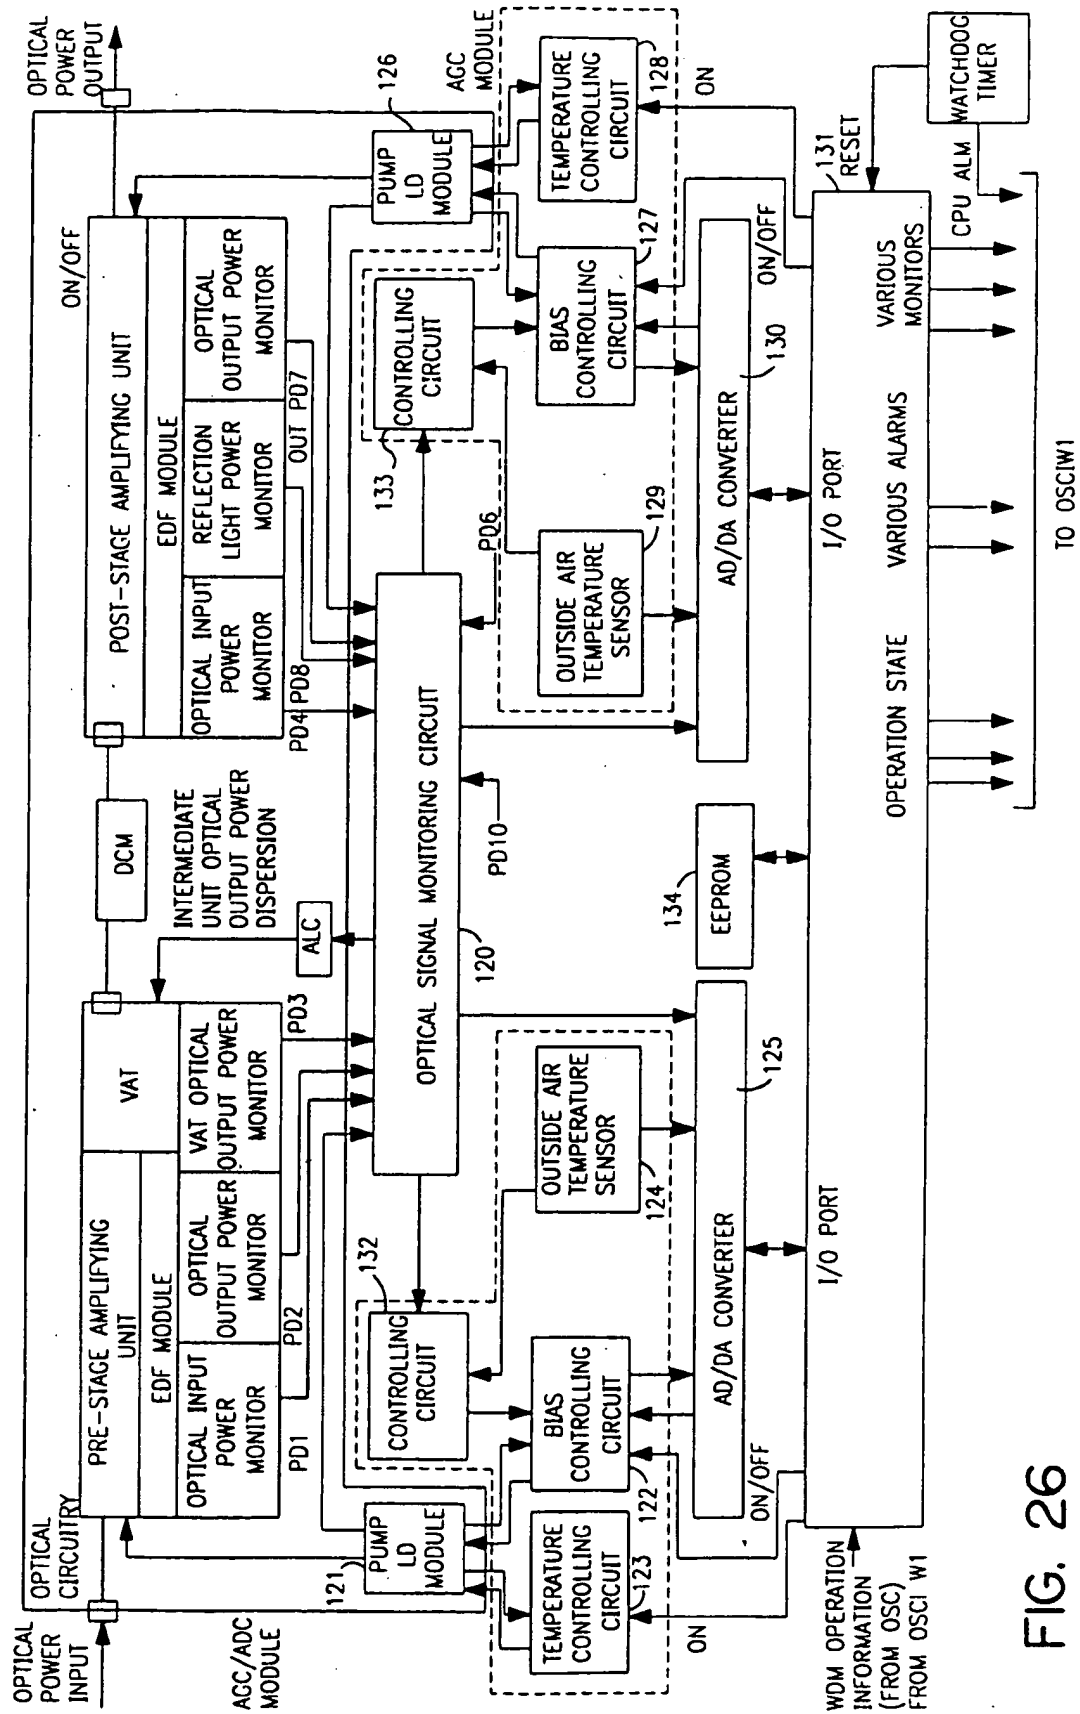 OPTICAL
POWER
INPUT
OPTICAL
CIRCUITRY
PRE-STAGE AMPLIFYING
UNIT
VAT
EDF MODULE
OPTICAL INPUT
POWER
MONITOR
OPTICAL
OUTPUT POWER
MONITOR
VAT OPTICAL
OUTPUT POWER
MONITOR
PD1
PD2
PD3
DCM
INTERMEDIATE
UNIT OPTICAL
OUTPUT POWER
DISPERSION
ALC
ON/OFF
POST-STAGE AMPLIFYING UNIT
EDF MODULE
OPTICAL INPUT
POWER
MONITOR
REFLECTION
LIGHT POWER
MONITOR
OPTICAL
OUTPUT POWER
MONITOR
PD4
PD8
OUT PD7
OPTICAL
POWER
OUTPUT
AGC/ADC
MODULE
121
PUMP
LD
MODULE
132
CONTROLLING
CIRCUIT
OPTICAL SIGNAL MONITORING CIRCUIT
120
133
CONTROLLING
CIRCUIT
PUMP
LD
MODULE
126
AGC
MODULE
PD10
PD6
TEMPERATURE
CONTROLLING
CIRCUIT
123
BIAS
CONTROLLING
CIRCUIT
122
OUTSIDE AIR
TEMPERATURE
SENSOR
124
OUTSIDE AIR
TEMPERATURE
SENSOR
129
BIAS
CONTROLLING
CIRCUIT
127
TEMPERATURE
CONTROLLING
CIRCUIT
128
ON
ON/OFF
AD/DA CONVERTER
125
134
EEPROM
AD/DA CONVERTER
130
ON/OFF
ON
I/O PORT
I/O PORT
131
RESET
WDM OPERATION
INFORMATION
(FROM OSC)
FROM OSCI W1
OPERATION STATE
VARIOUS ALARMS
VARIOUS
MONITORS
CPU ALM
WATCHDOG
TIMER
TO OSCIW1
FIG. 26